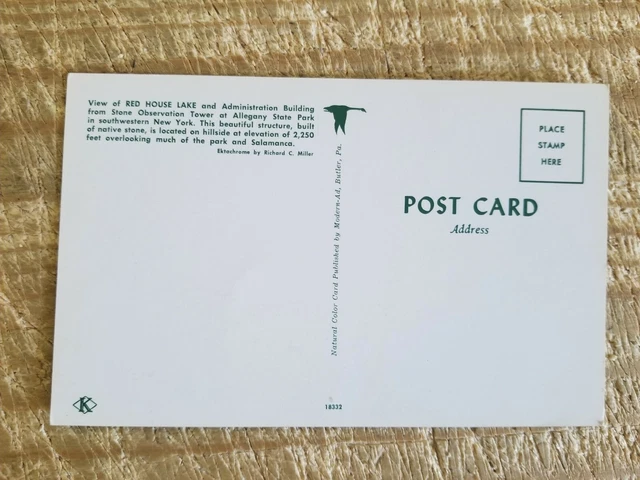 View of RED HOUSE LAKE and Administration Building
from Stone Observation Tower at Allegany State Park
in southwestern New York. This beautiful structure, built
of native stone, is located on hillside at elevation of 2,250
feet overlooking much of the park and Salamanca.
Ektachrome by Richard C. Miller
Natural Color Card Published by Modern-Ad, Butler, Pa.
PLACE
STAMP
HERE
POST CARD
Address
K
18332